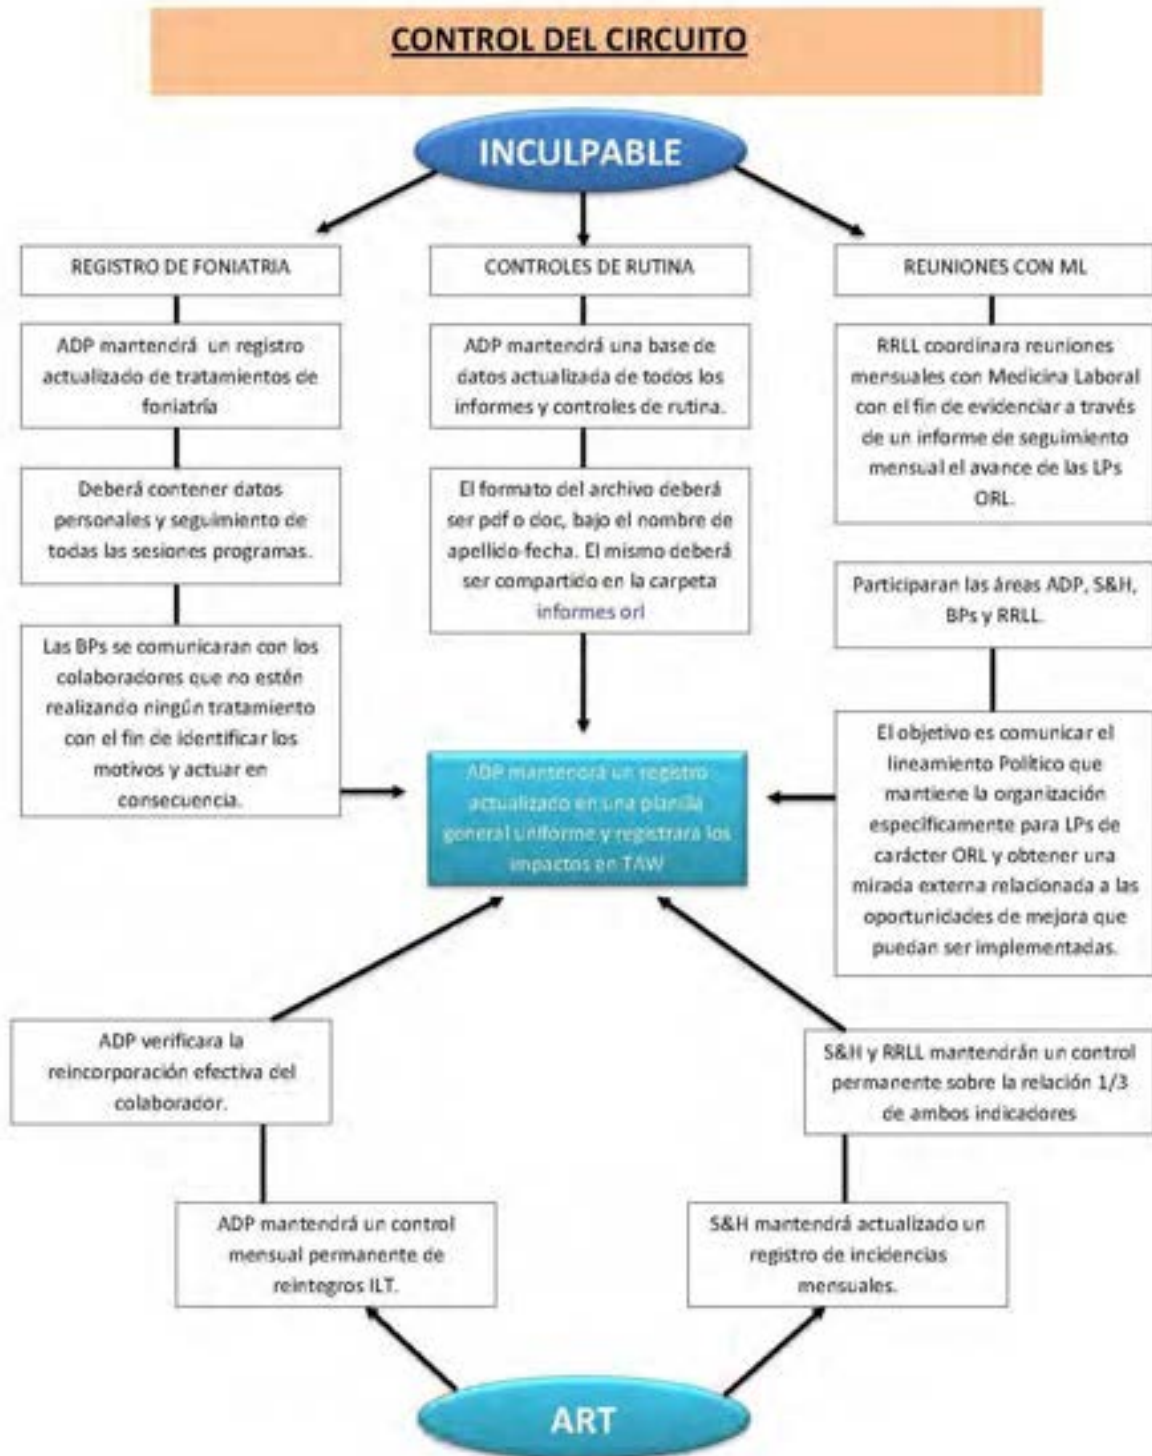 CONTROL DEL CIRCUITO
INCULPABLE
REGISTRO DE FONIATRIA
ADP mantendrá un registro
actualizado de tratamientos de
foniatría
Deberá contener datos
personales y seguimiento de
todas las sesiones programas.
Las BPs se comunicaran con los
colaboradores que no estén
realizando ningún tratamiento
con el fin de identificar los
motivos y actuar en
consecuencia.
CONTROLES DE RUTINA
ADP mantendrá una base de
datos actualizada de todos los
informes y controles de rutina.
El formato del archivo deberá
ser pdf o doc, bajo el nombre de
apellido-fecha. El mismo deberá
ser compartido en la carpeta
informes orl
REUNIONES CON ML
RRLL coordinara reuniones
mensuales con Medicina Laboral
con el fin de evidenciar a través
de un informe de seguimiento
mensual el avance de las LPs
ORL.
Participaran las áreas ADP, S&H,
BPs y RRLL.
El objetivo es comunicar el
lineamiento Político que
mantiene la organización
específicamente para LPs de
carácter ORL y obtener una
mirada externa relacionada a las
oportunidades de mejora que
puedan ser implementadas.
ADP mantendrá un registro
actualizado en una planilla
general uniforme y registrara los
impactos en TAW
ADP verificara la
reincorporación efectiva del
colaborador.
S&H y RRLL mantendrán un control
permanente sobre la relación 1/3
de ambos indicadores
ADP mantendrá un control
mensual permanente de
reintegros ILT.
S&H mantendrá actualizado un
registro de incidencias
mensuales.
ART